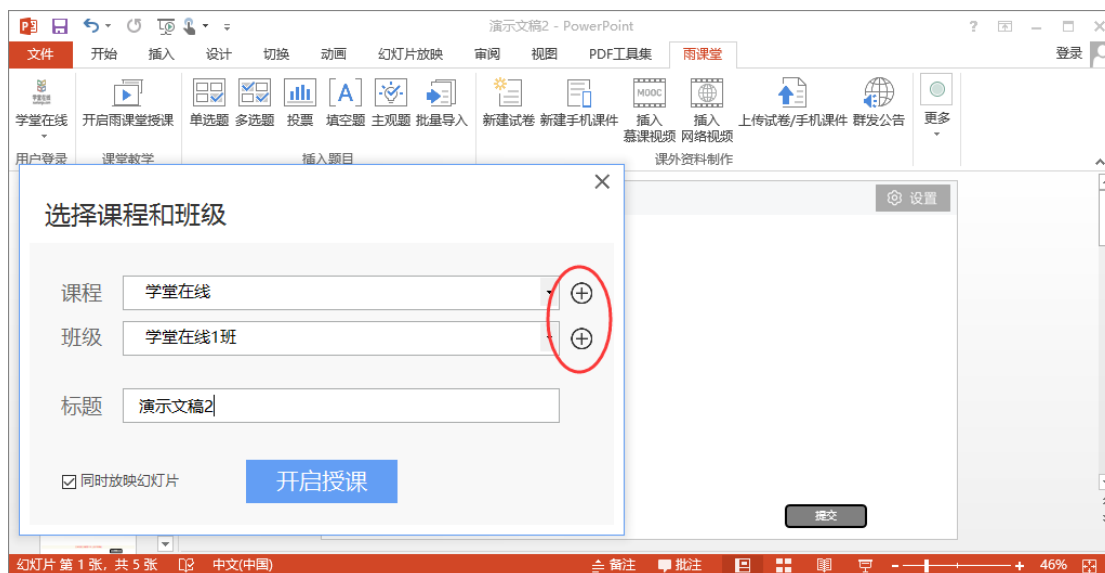 演示文稿2 - PowerPoint
文件 开始 插入 设计 切换 动画 幻灯片放映 审阅 视图 PDF工具集 雨课堂 登录
MOOC
学堂在线 开启雨课堂授课 单选题 多选题 投票 填空题 主观题 批量导入 新建试卷 新建手机课件 插入 插入 上传试卷/手机课件 群发公告 更多
慕课视频 网络视频
用户登录 课堂教学 插入题目 课外资料制作
设置
选择课程和班级
课程 学堂在线
班级 学堂在线1班
标题 演示文稿2
同时放映幻灯片 开启授课
提交
幻灯片 第 1 张，共 5 张 中文(中国) 备注 批注 46%